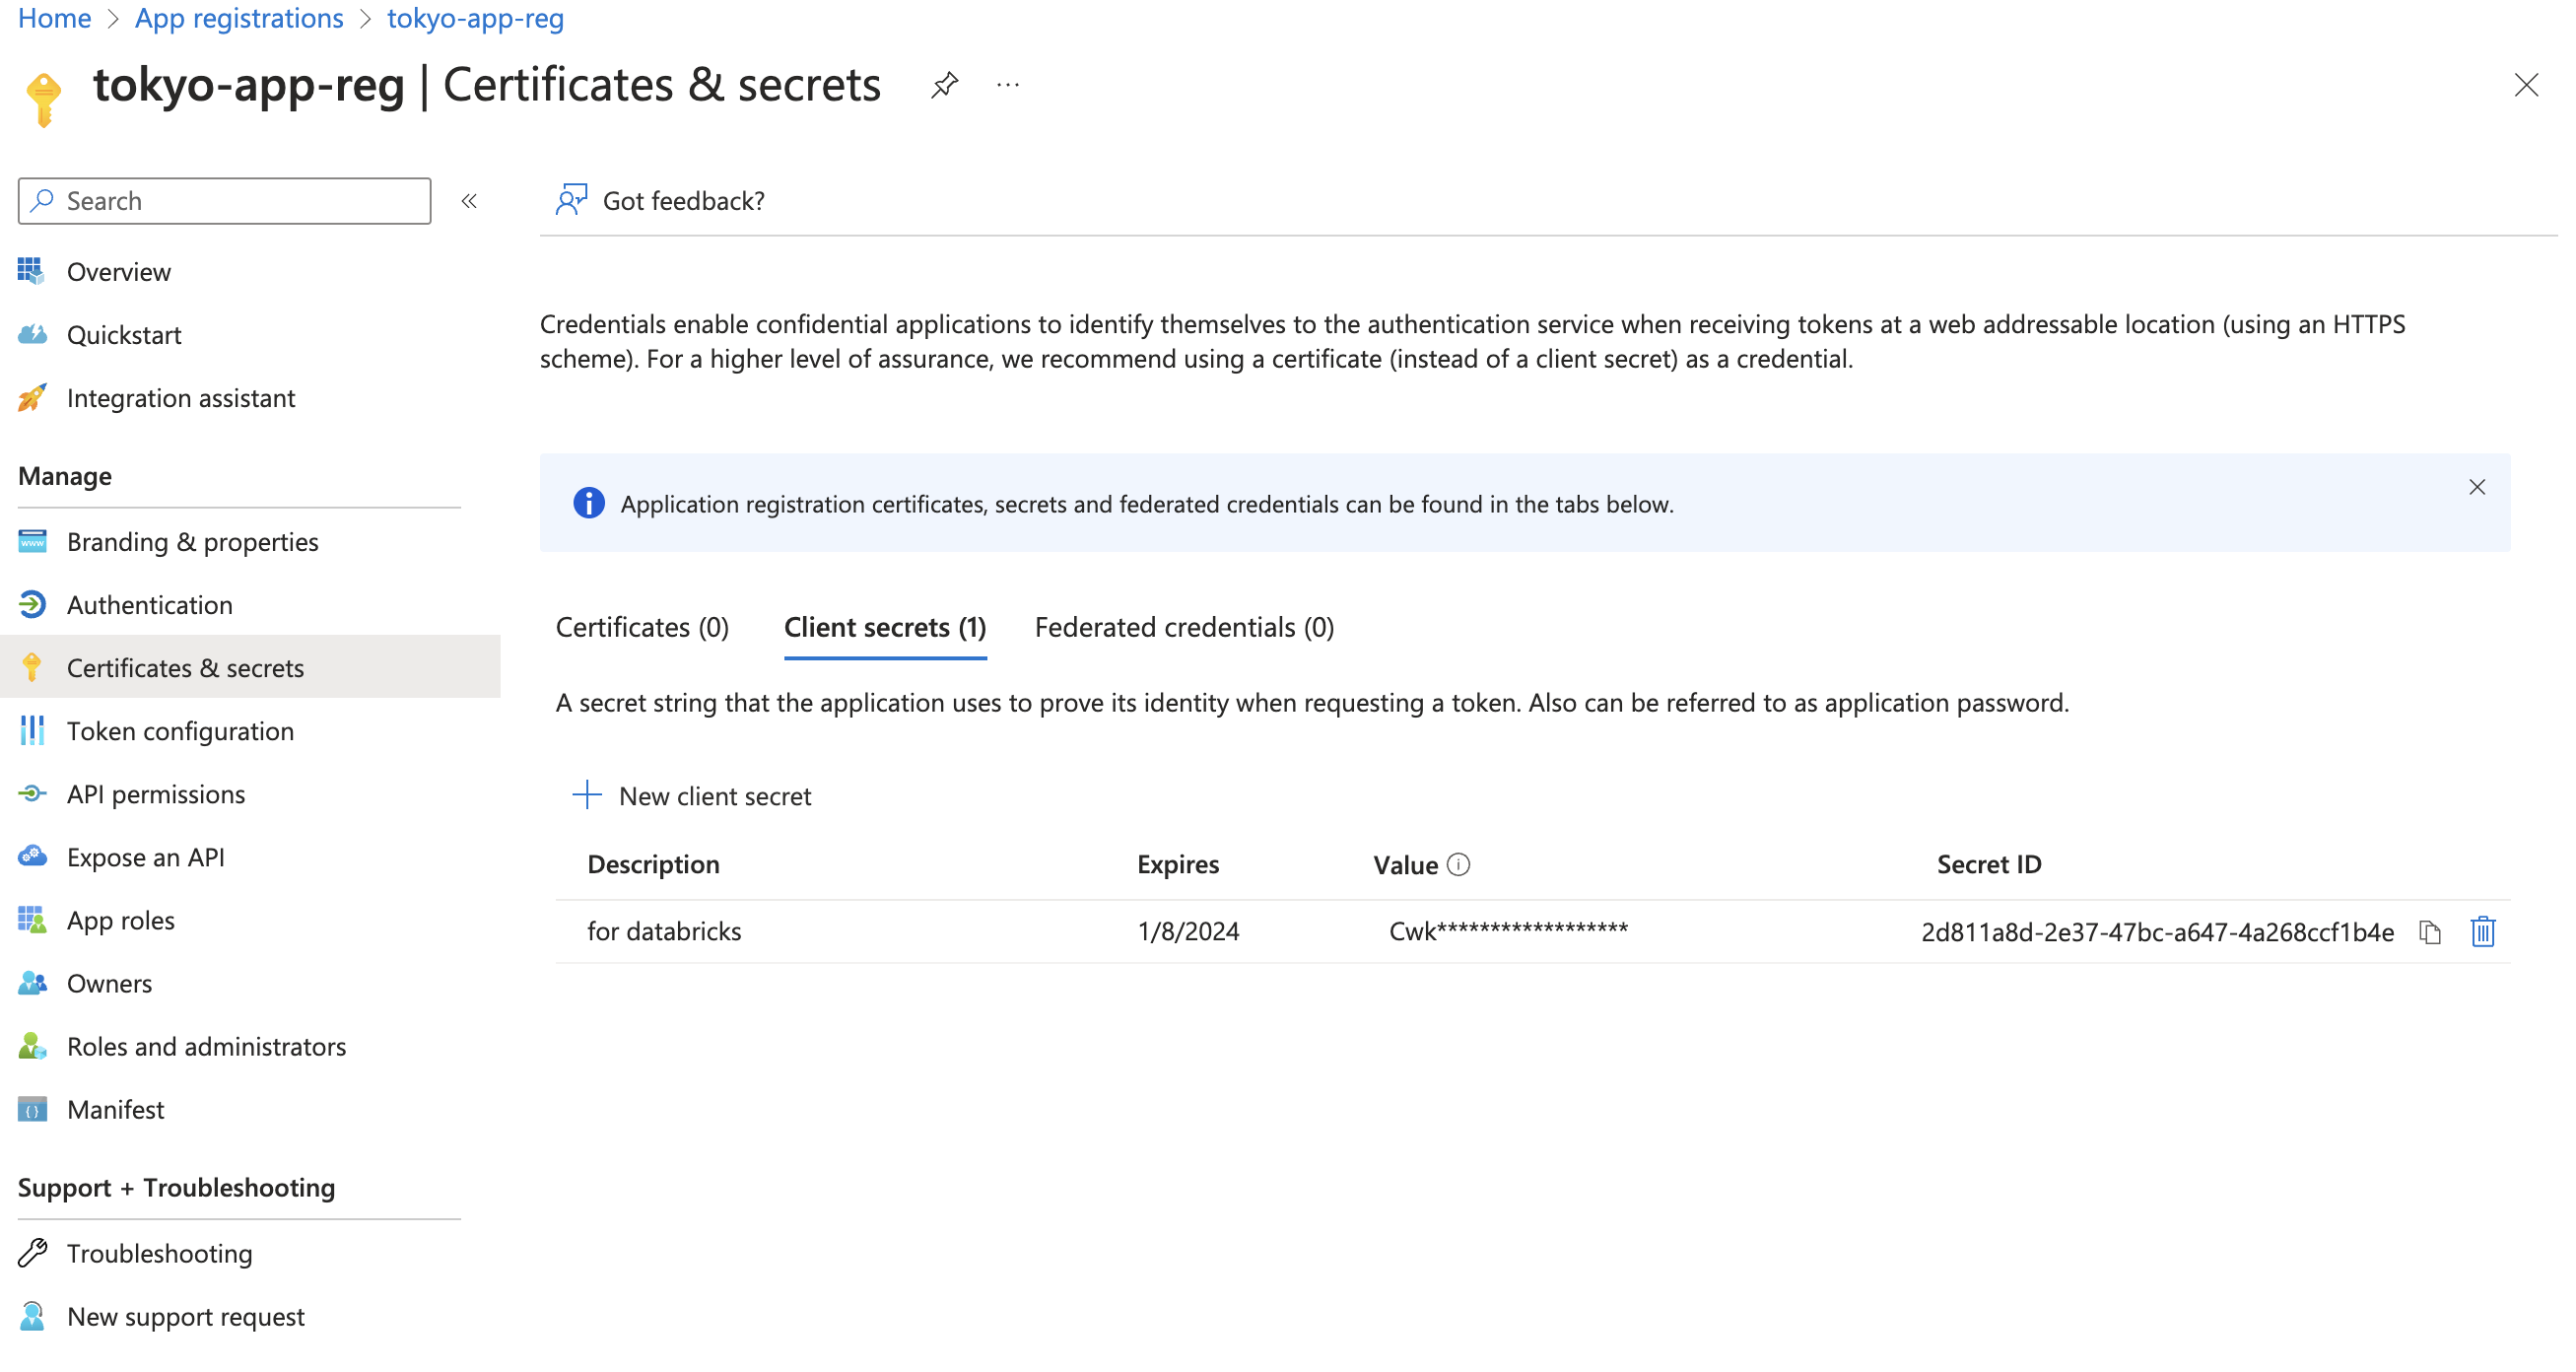 Home > App registrations > tokyo-app-reg
tokyo-app-reg | Certificates & secrets
Search
Overview
Quickstart
Integration assistant
Manage
Branding & properties
Authentication
Certificates & secrets
Token configuration
API permissions
Expose an API
App roles
Owners
Roles and administrators
Manifest
Support + Troubleshooting
Troubleshooting
New support request
Got feedback?
Credentials enable confidential applications to identify themselves to the authentication service when receiving tokens at a web addressable location (using an HTTPS
scheme). For a higher level of assurance, we recommend using a certificate (instead of a client secret) as a credential.
Application registration certificates, secrets and federated credentials can be found in the tabs below.
Certificates (0) Client secrets (1) Federated credentials (0)
A secret string that the application uses to prove its identity when requesting a token. Also can be referred to as application password.
New client secret
Description Expires Value Secret ID
for databricks 1/8/2024 Cwk****************** 2d811a8d-2e37-47bc-a647-4a268ccf1b4e